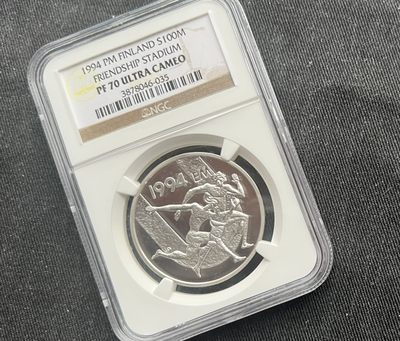 1994 PM FINLAND S100M
FRIENDSHIP STADIUM
PF 70 ULTRA CAMEO
3878046-035
NGC
1994 EM